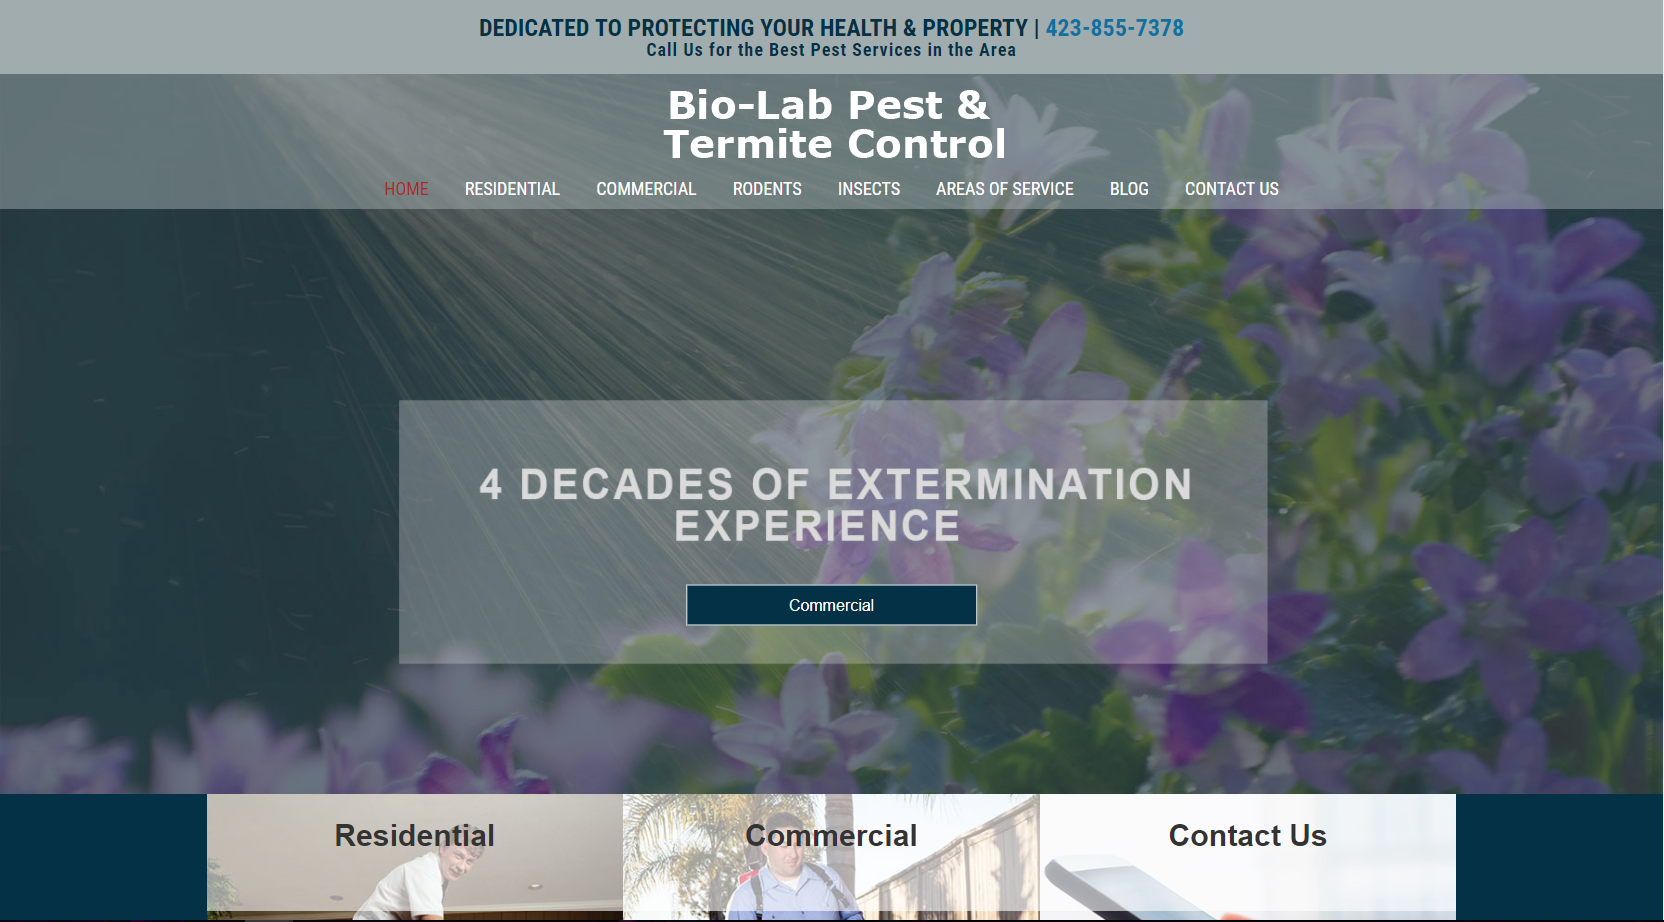 DEDICATED TO PROTECTING YOUR HEALTH & PROPERTY | 423-855-7378
Call Us for the Best Pest Services in the Area
Bio-Lab Pest &
Termite Control
HOME RESIDENTIAL COMMERCIAL RODENTS INSECTS AREAS OF SERVICE BLOG CONTACT US
4 DECADES OF EXTERMINATION
EXPERIENCE
Commercial
Residential Commercial Contact Us